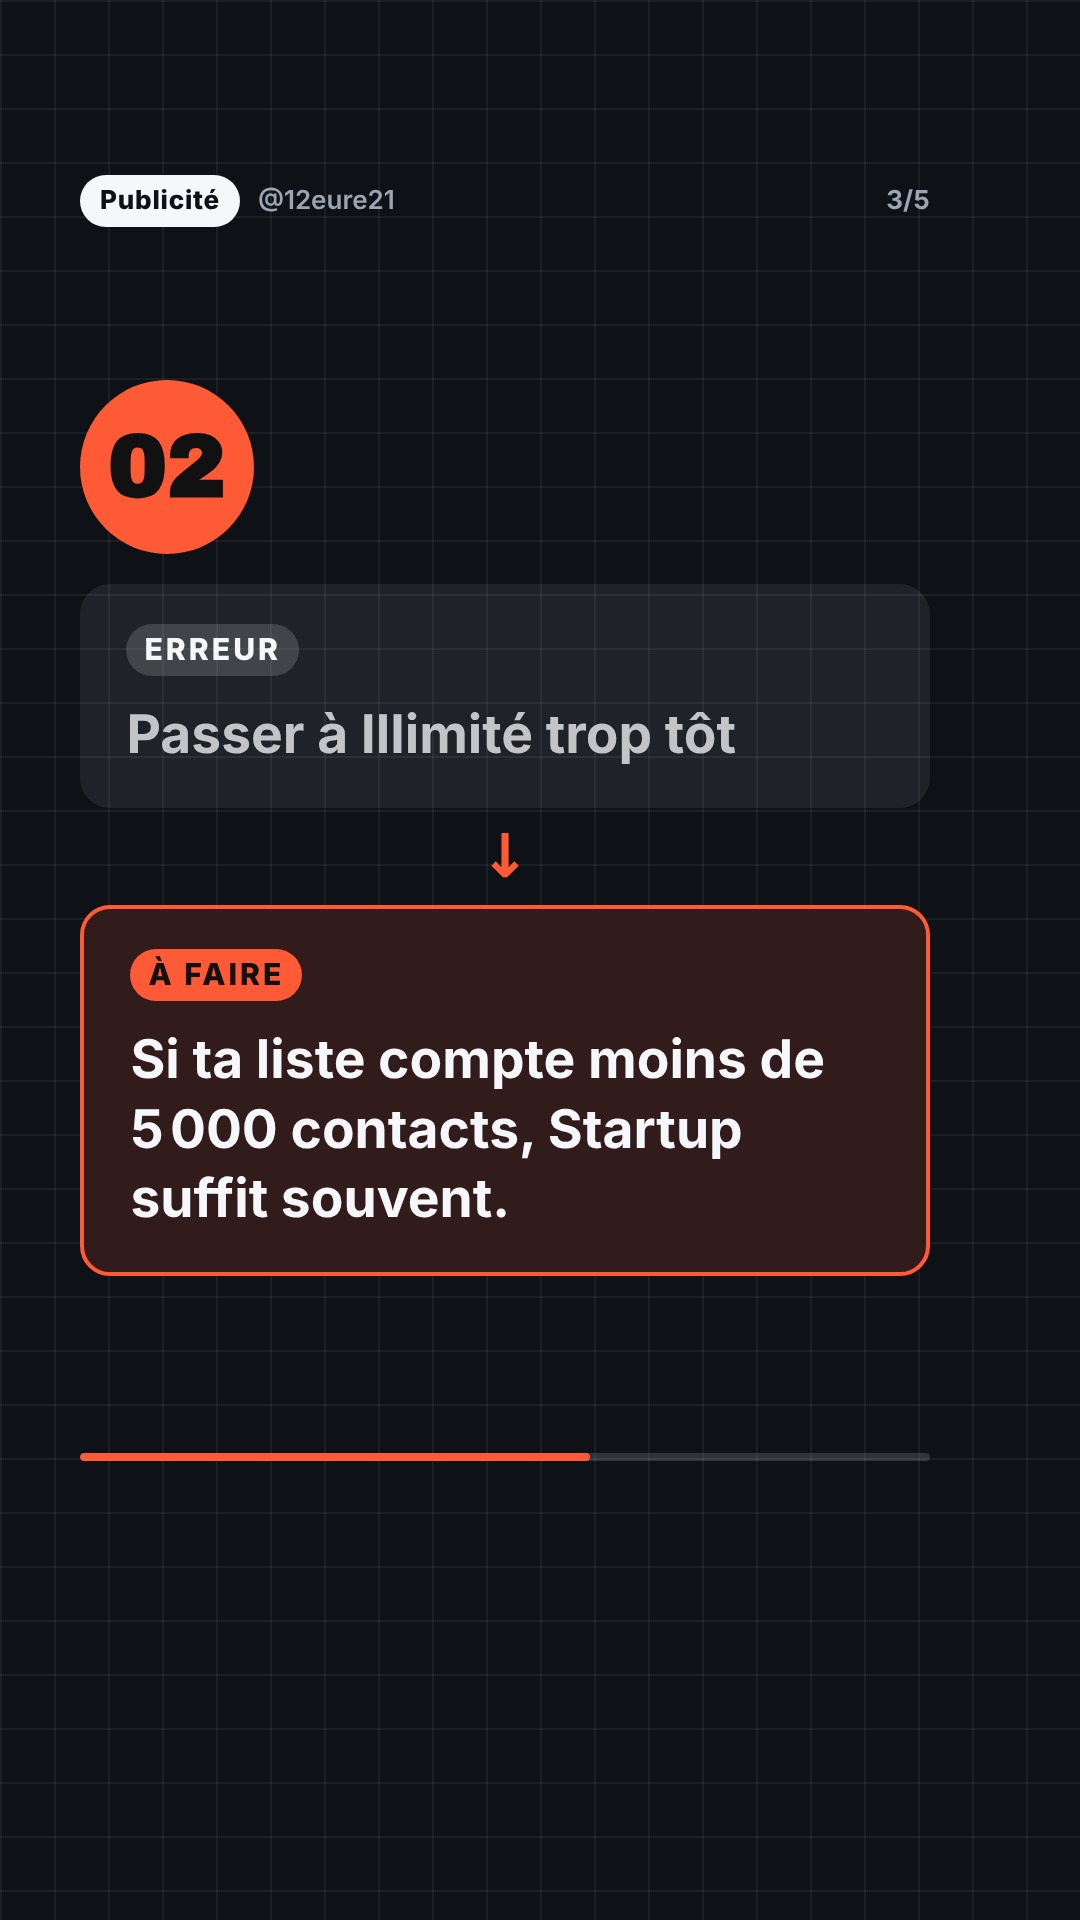 Publicité @12eure21 3/5
02
ERREUR
Passer à Illimité trop tôt
↓
À FAIRE
Si ta liste compte moins de
5 000 contacts, Startup
suffit souvent.